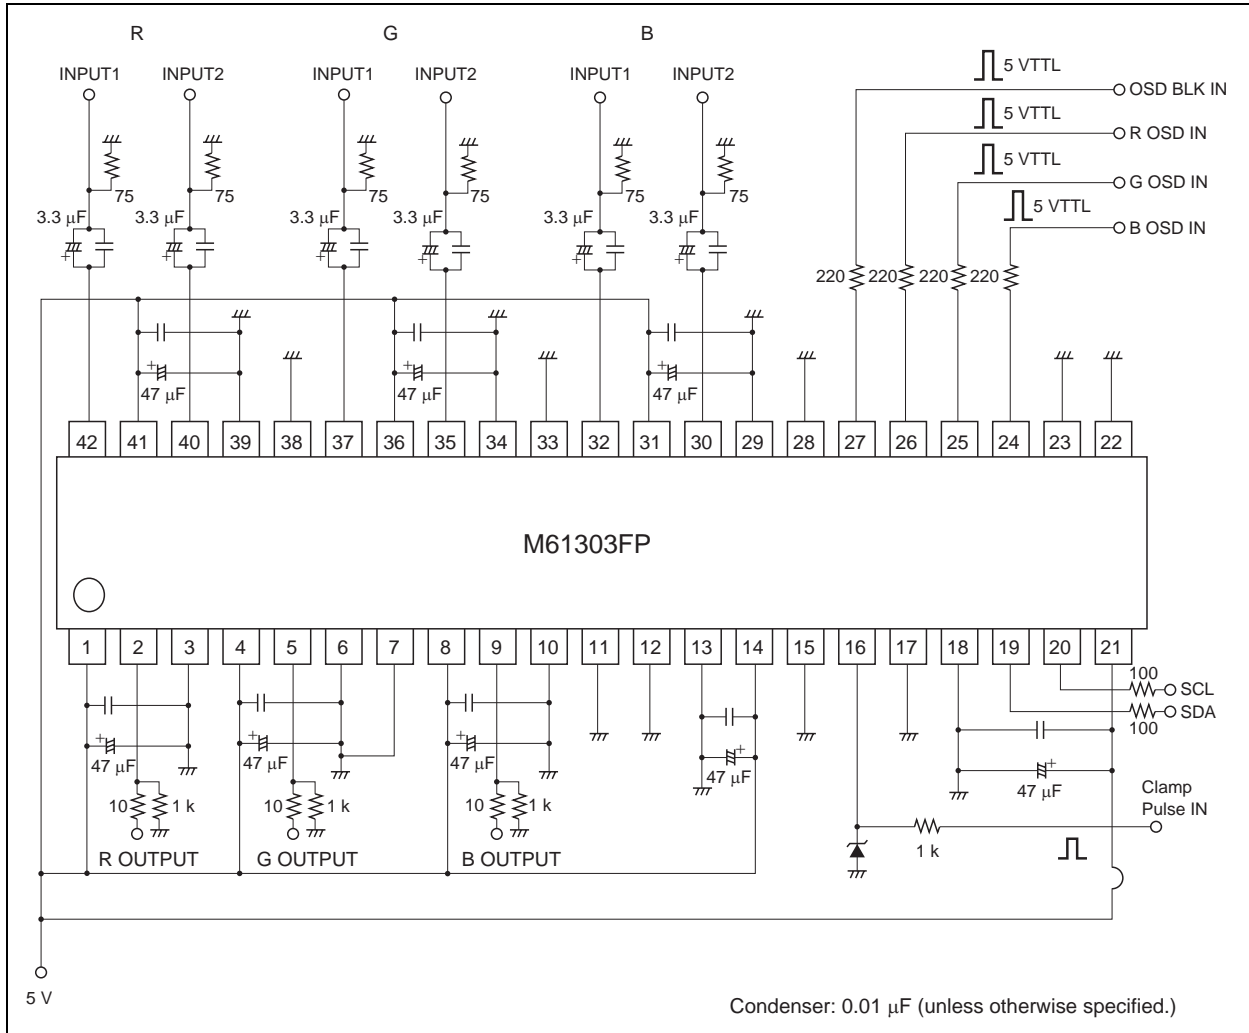 R G B
INPUT1 INPUT2 INPUT1 INPUT2 INPUT1 INPUT2
5 VTTL
OSD BLK IN
5 VTTL
R OSD IN
5 VTTL
G OSD IN
5 VTTL
B OSD IN
75 75 75 75 75 75
3.3 µF 3.3 µF 3.3 µF 3.3 µF 3.3 µF 3.3 µF
+ + + + + +
220 220 220 220
+ + +
47 µF 47 µF 47 µF
42 41 40 39 38 37 36 35 34 33 32 31 30 29 28 27 26 25 24 23 22
M61303FP
1 2 3 4 5 6 7 8 9 10 11 12 13 14 15 16 17 18 19 20 21
100
SCL
SDA
100
+ + + + +
47 µF 47 µF 47 µF 47 µF 47 µF
10 1 k 10 1 k 10 1 k
Clamp
Pulse IN
1 k
R OUTPUT G OUTPUT B OUTPUT
5 V
Condenser: 0.01 µF (unless otherwise specified.)